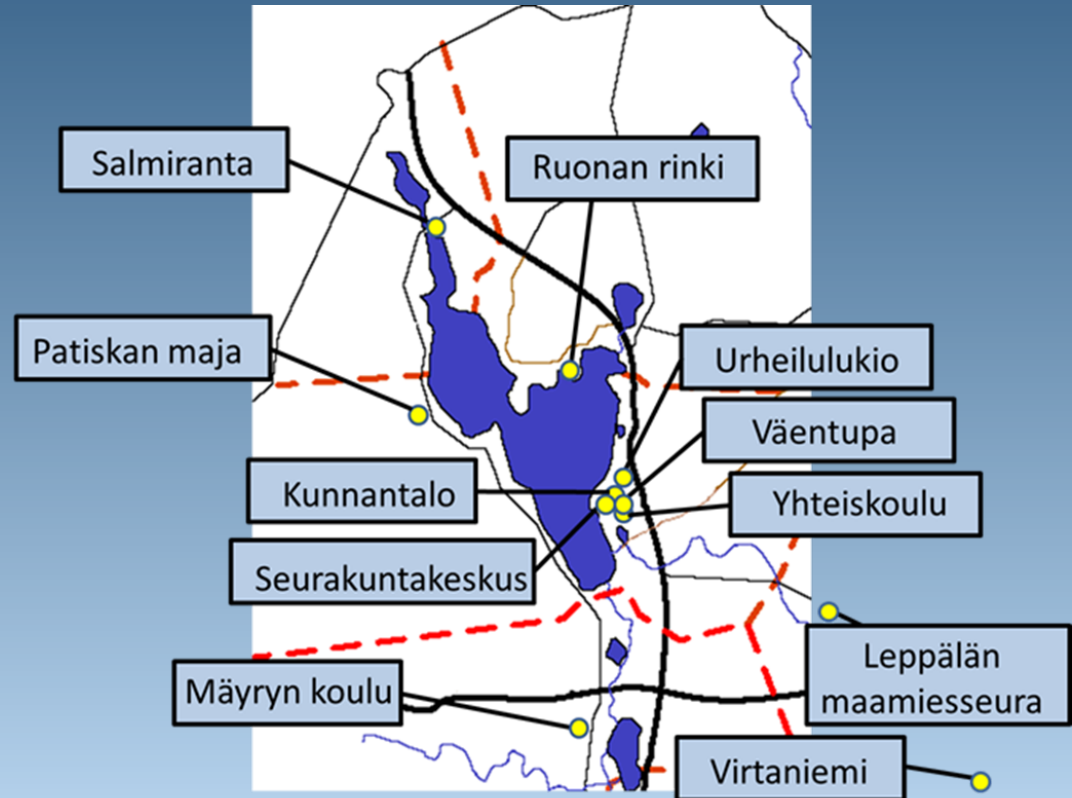 Salmiranta
Ruonan rinki
Patiskan maja
Urheilulukio
Väentupa
Kunnantalo
Yhteiskoulu
Seurakuntakeskus
Leppälän
maamiesseura
Mäyryn koulu
Virtaniemi